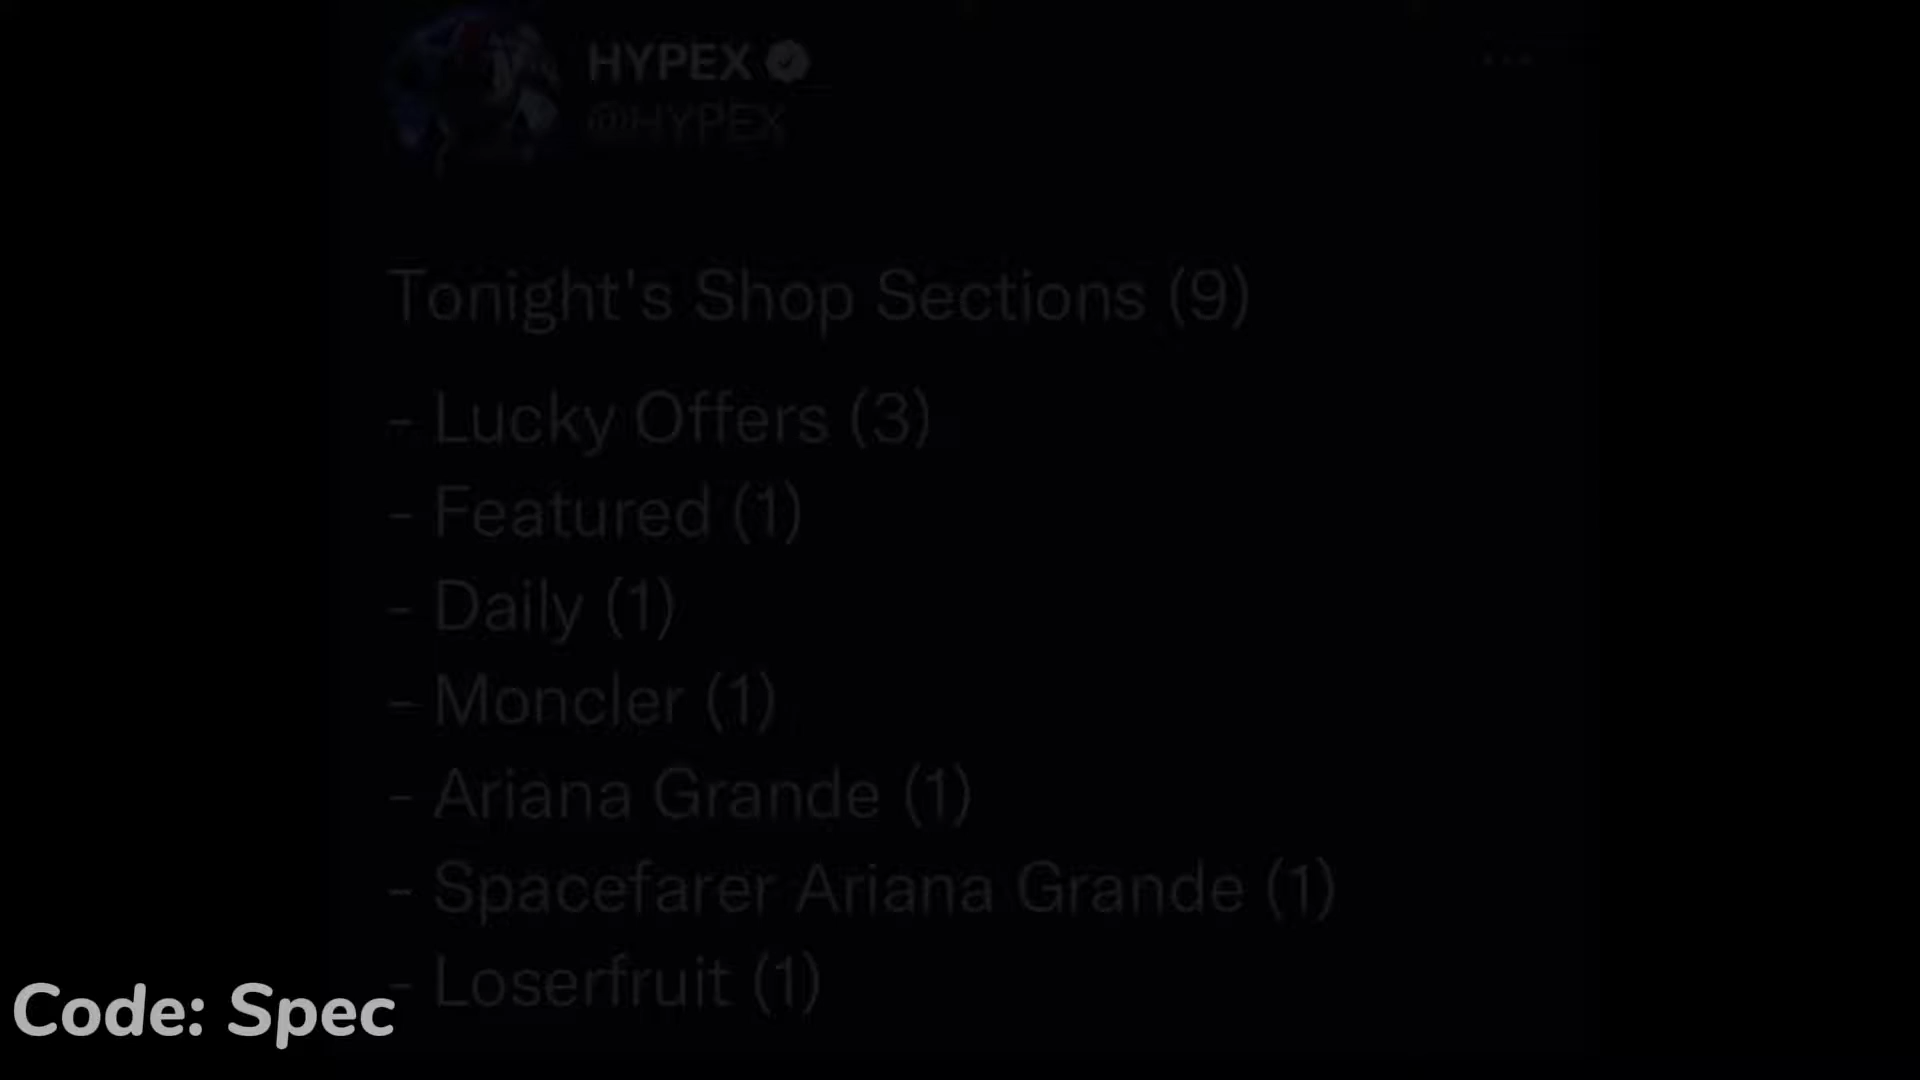 HYPEX
@HYPEX
Tonight's Shop Sections (9)
- Lucky Offers (3)
- Featured (1)
- Daily (1)
- Moncler (1)
- Ariana Grande (1)
- Spacefarer Ariana Grande (1)
- Loserfruit (1)
Code: Spec